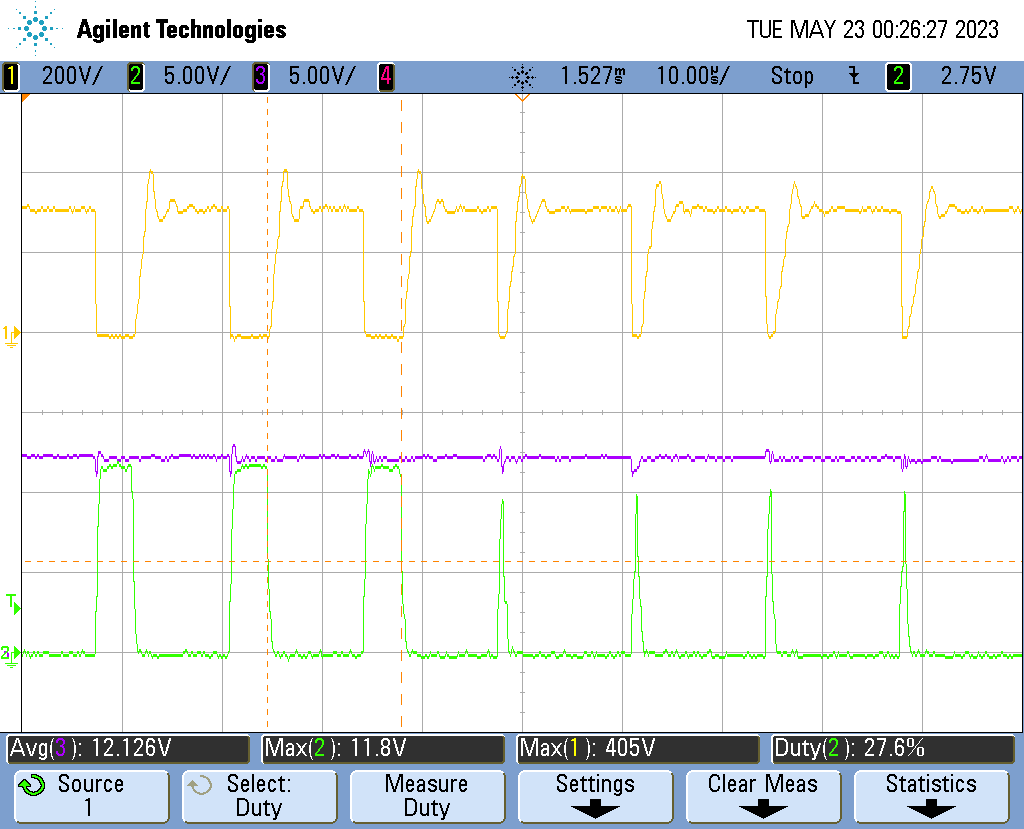 Agilent Technologies TUE MAY 23 00:26:27 2023
1 200V/ 2 5.00V/ 3 5.00V/ 4 1.527ms 10.00µs/ Stop 2 2.75V
1
T
2
Avg(3): 12.126V Max(2): 11.8V Max(1): 405V Duty(2): 27.6%
Source Select: Measure Settings Clear Meas Statistics
1 Duty Duty